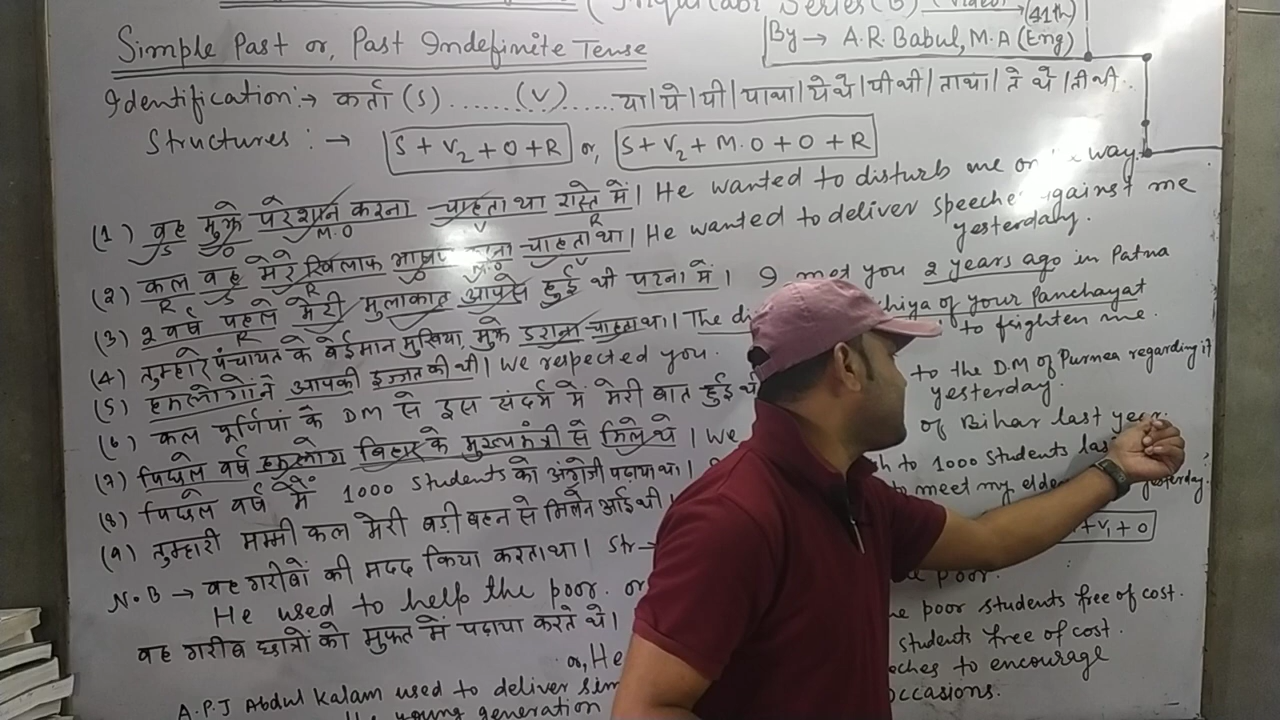 Series (B) (Video) → (41th)
Simple Past or, Past Indefinite Tense
By → A.R. Babul, M.A (Eng)
Identification :→ कर्ता (S) ...... (V) ...... या | ये | यी | याथा | येथे | यीथी | ताथा | ते थे | तीथी.
Structures : → S + V2 + O + R or, S + V2 + M.O + O + R
(1) वह मुझे परेशान करना चाहता था रास्ते में। He wanted to disturb me on way.
S O M.O V R
(2) कल वह मेरे खिलाफ भाषण चाहता था। He wanted to deliver against me yesterday.
R S R O M.O V
(3) 2 वर्ष पहले मेरी मुलाकात आपसे हुई थी पटना में। I met you 2 years ago in Patna
R
(4) तुम्हारे पंचायत के बेईमान मुखिया मुझे डराना चाहता था। The of your Panchayat to frighten me.
(5) हमलोगोंने आपकी इज्जत की थी। We respected you.
(6) कल पूर्णियां के DM से इस संदर्भ में मेरी बात हुई to the D.M of Purnea regarding it yesterday.
(7) पिछले वर्ष हमलोग बिहार के मुख्यमंत्री से मिले थे। We of Bihar last year.
(8) पिछले वर्ष मैंने 1000 Students को अंग्रेजी पढ़ाया था। to 1000 Students
(9) तुम्हारी मम्मी कल मेरी बड़ी बहन से मिलने आई थी। to meet my yesterday.
N.B → वह गरीबों की मदद किया करता था। Str → + V1 + O
He used to help the poor. or poor.
वह गरीब छात्रों को मुफ्त में पढ़ाया करते थे। poor students free of cost.
or, He students free of cost.
A.P.J Abdul Kalam used to deliver to encourage
the young generation occasions.